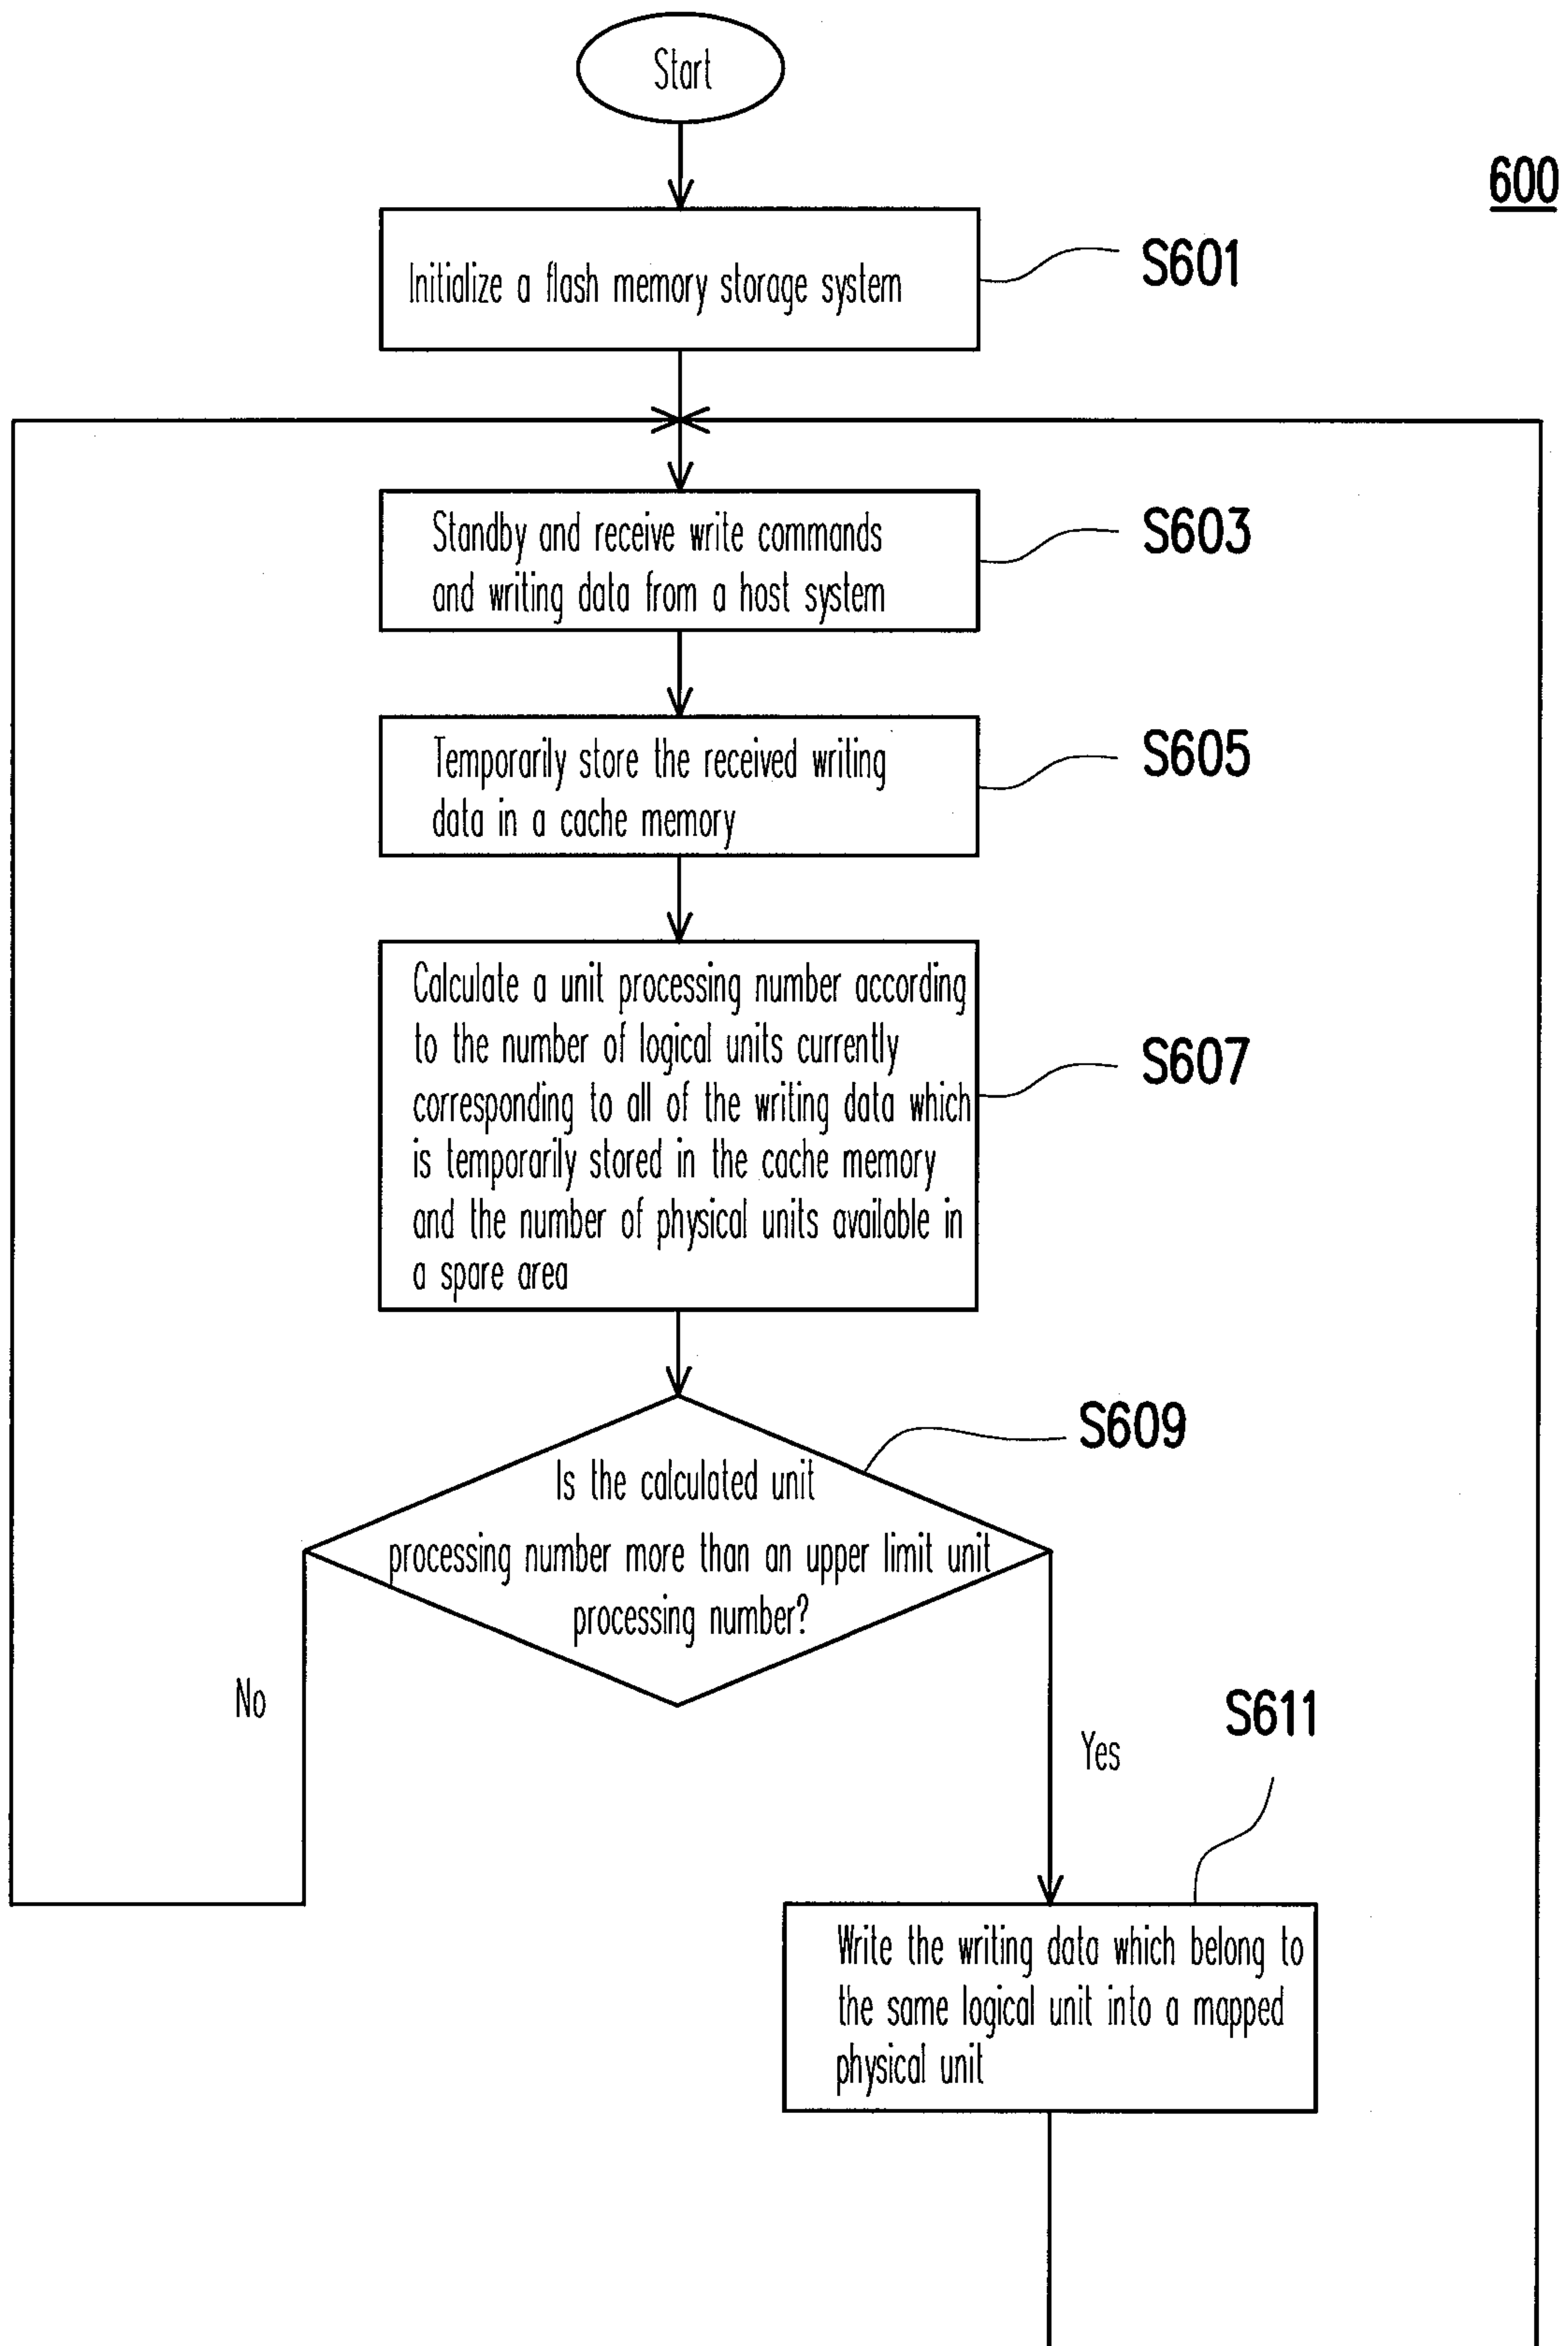 Start
600
Initialize a flash memory storage system
S601
Standby and receive write commands
and writing data from a host system
S603
Temporarily store the received writing
data in a cache memory
S605
Calculate a unit processing number according
to the number of logical units currently
corresponding to all of the writing data which
is temporarily stored in the cache memory
and the number of physical units available in
a spare area
S607
S609
Is the calculated unit
processing number more than an upper limit unit
processing number?
No
Yes
S611
Write the writing data which belong to
the same logical unit into a mapped
physical unit